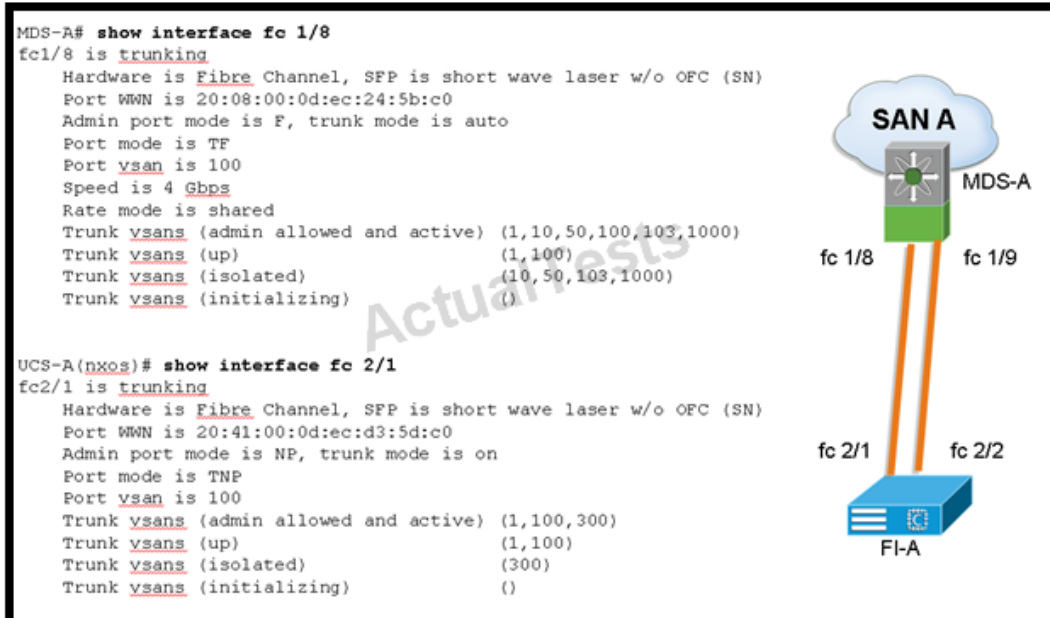 MDS-A# show interface fc 1/8
fc1/8 is trunking
Hardware is Fibre Channel, SFP is short wave laser w/o OFC (SN)
Port WWN is 20:08:00:0d:ec:24:5b:c0
Admin port mode is F, trunk mode is auto
Port mode is TF
Port vsan is 100
Speed is 4 Gbps
Rate mode is shared
Trunk vsans (admin allowed and active) (1,10,50,100,103,1000)
Trunk vsans (up) (1,100)
Trunk vsans (isolated) (10,50,103,1000)
Trunk vsans (initializing) ()
UCS-A(nxos)# show interface fc 2/1
fc2/1 is trunking
Hardware is Fibre Channel, SFP is short wave laser w/o OFC (SN)
Port WWN is 20:41:00:0d:ec:d3:5d:c0
Admin port mode is NP, trunk mode is on
Port mode is TNP
Port vsan is 100
Trunk vsans (admin allowed and active) (1,100,300)
Trunk vsans (up) (1,100)
Trunk vsans (isolated) (300)
Trunk vsans (initializing) ()
ActualTests
SAN A
MDS-A
fc 1/8 fc 1/9
fc 2/1 fc 2/2
C
FI-A